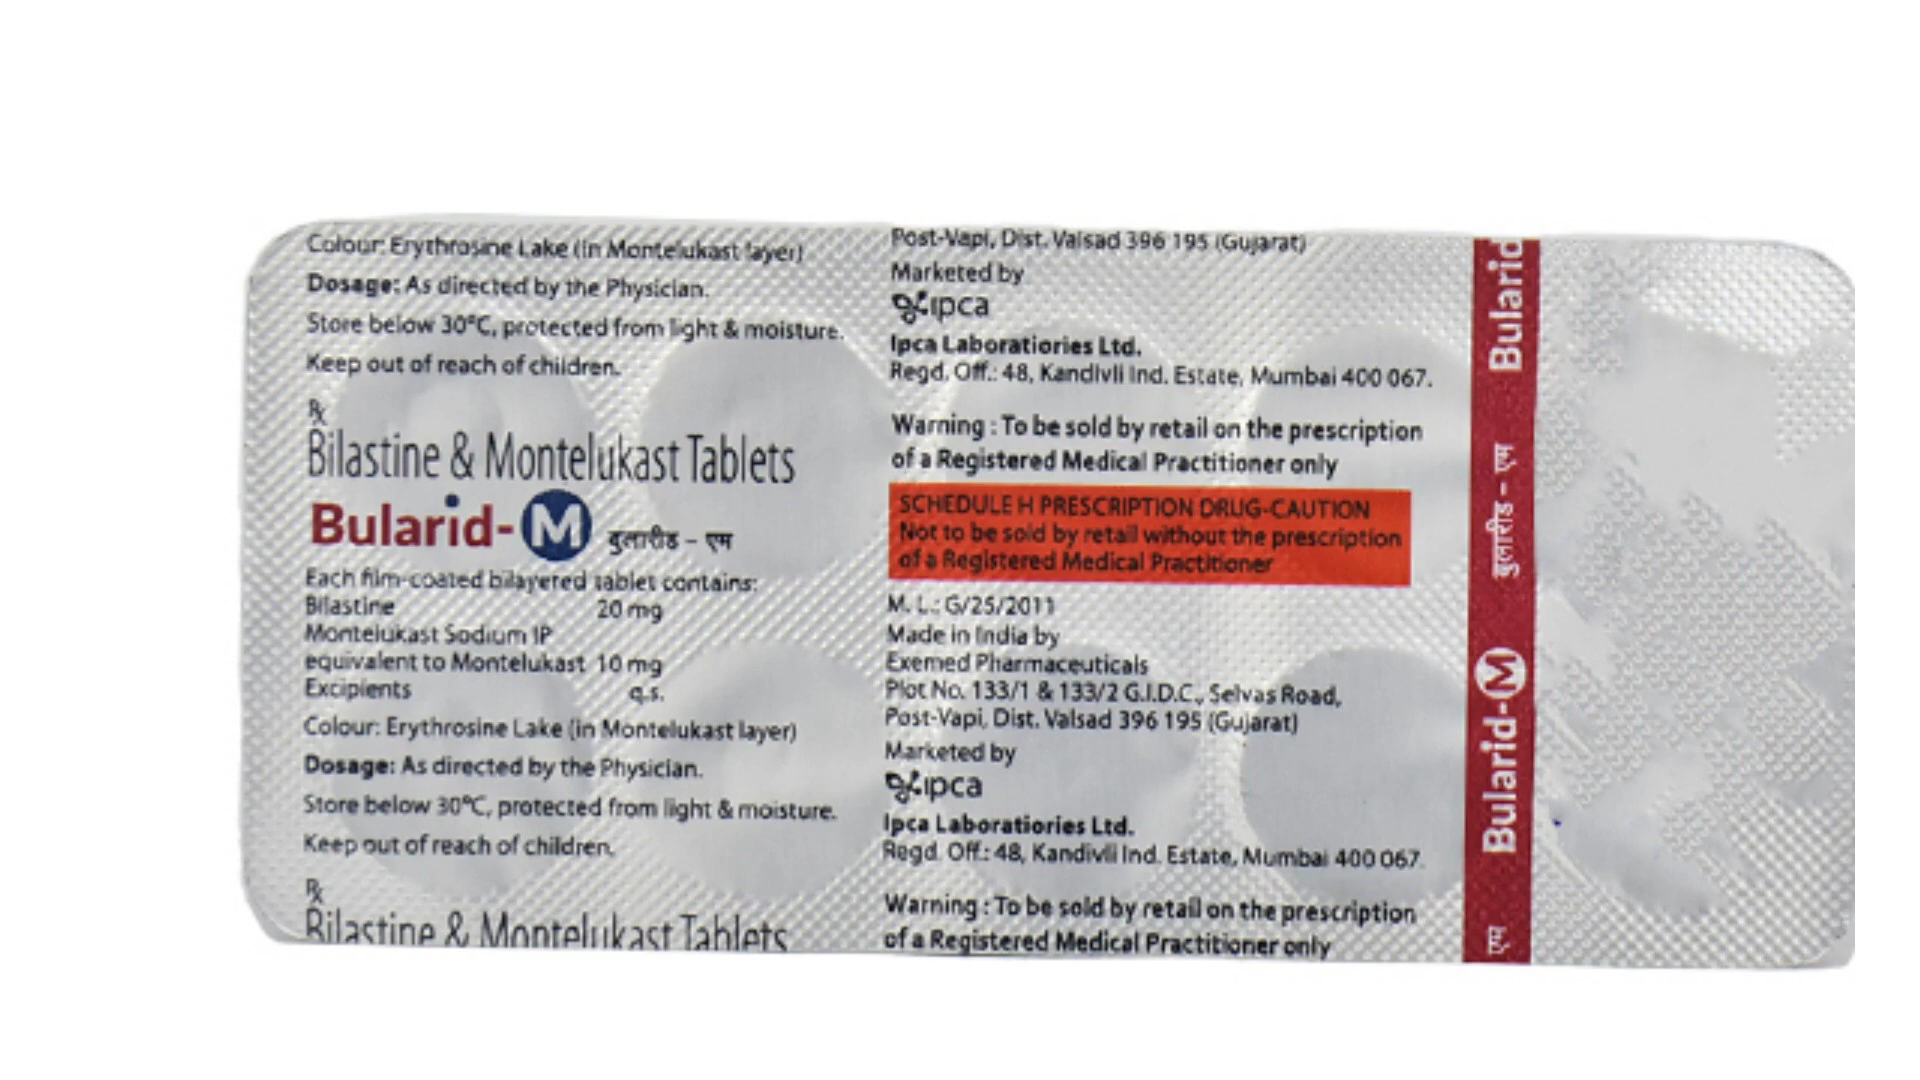 Colour: Erythrosine Lake (in Montelukast layer)
Dosage: As directed by the Physician.
Store below 30°C, protected from light & moisture.
Keep out of reach of children.
Rx
Bilastine & Montelukast Tablets
Bularid-M बुलारीड - एम
Each film-coated bilayered tablet contains:
Bilastine 20 mg
Montelukast Sodium IP
equivalent to Montelukast 10 mg
Excipients q.s.
Colour: Erythrosine Lake (in Montelukast layer)
Dosage: As directed by the Physician.
Store below 30°C, protected from light & moisture.
Keep out of reach of children.
Rx
Bilastine & Montelukast Tablets
Post-Vapi, Dist. Valsad 396 195 (Gujarat)
Marketed by
ipca
Ipca Laboratiories Ltd.
Regd. Off.: 48, Kandivli Ind. Estate, Mumbai 400 067.
Warning : To be sold by retail on the prescription
of a Registered Medical Practitioner only
SCHEDULE H PRESCRIPTION DRUG-CAUTION
Not to be sold by retail without the prescription
of a Registered Medical Practitioner
M. L.: G/25/2011
Made in India by
Exemed Pharmaceuticals
Plot No. 133/1 & 133/2 G.I.D.C., Selvas Road,
Post-Vapi, Dist. Valsad 396 195 (Gujarat)
Marketed by
ipca
Ipca Laboratiories Ltd.
Regd. Off.: 48, Kandivli Ind. Estate, Mumbai 400 067.
Warning : To be sold by retail on the prescription
of a Registered Medical Practitioner only
एम Bularid-M बुलारीड - एम Bularid